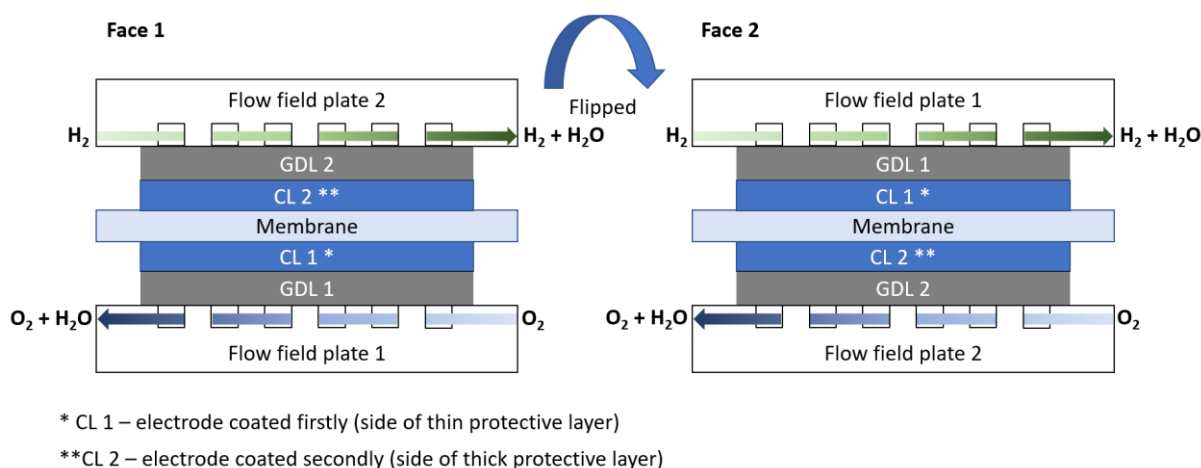 Face 1
Face 2
Flipped
Flow field plate 2
H₂
H₂ + H₂O
GDL 2
CL 2 **
Membrane
CL 1 *
GDL 1
O₂ + H₂O
O₂
Flow field plate 1
Flow field plate 1
H₂
H₂ + H₂O
GDL 1
CL 1 *
Membrane
CL 2 **
GDL 2
O₂ + H₂O
O₂
Flow field plate 2
* CL 1 – electrode coated firstly (side of thin protective layer)
**CL 2 – electrode coated secondly (side of thick protective layer)